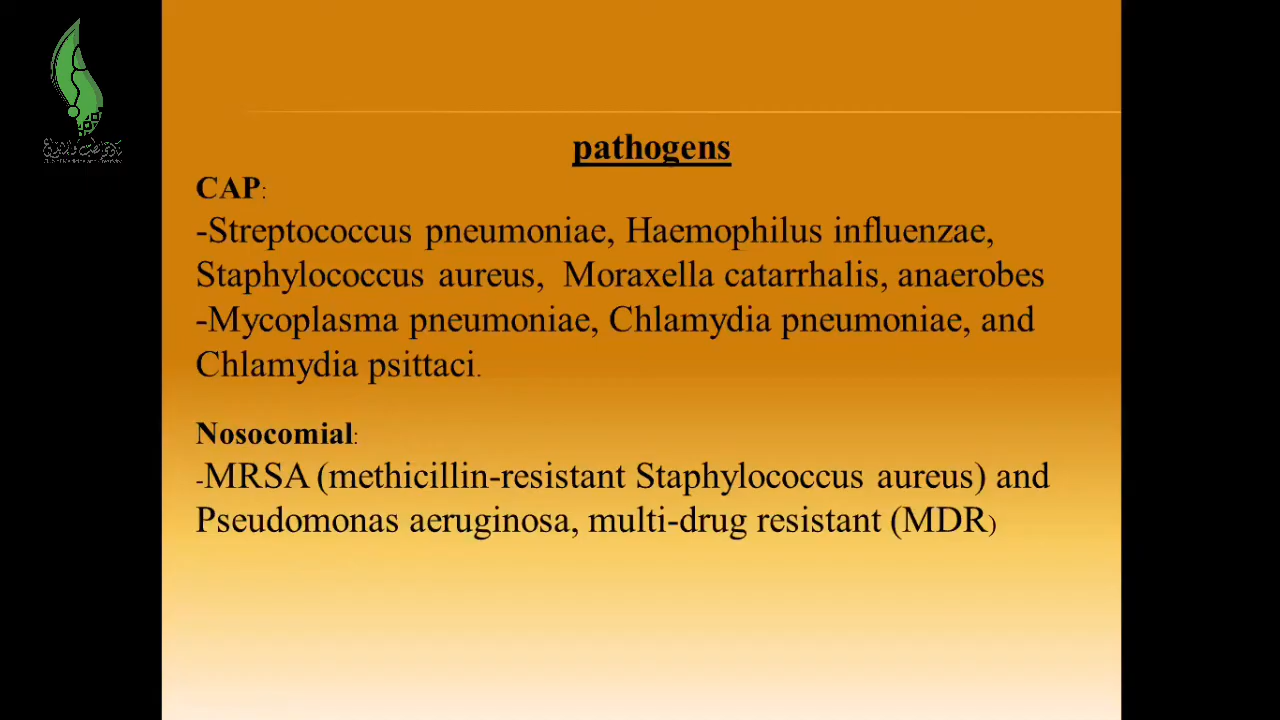 pathogens
CAP:
-Streptococcus pneumoniae, Haemophilus influenzae,
Staphylococcus aureus, Moraxella catarrhalis, anaerobes
-Mycoplasma pneumoniae, Chlamydia pneumoniae, and
Chlamydia psittaci.
Nosocomial:
-MRSA (methicillin-resistant Staphylococcus aureus) and
Pseudomonas aeruginosa, multi-drug resistant (MDR)